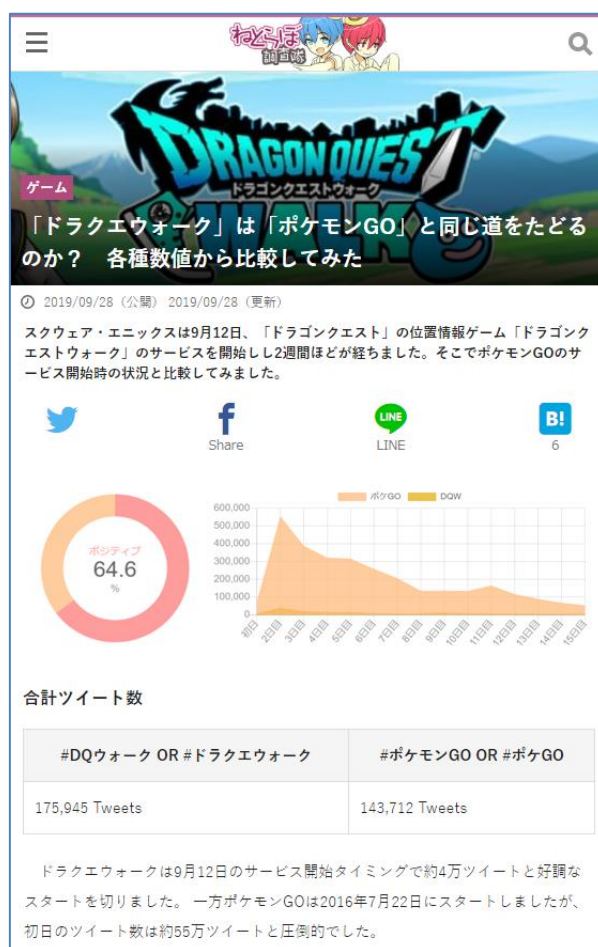 ねとらぼ
調査隊
DRAGON QUEST
ドラゴンクエストウォーク
WALK
ゲーム
「ドラクエウォーク」は「ポケモンGO」と同じ道をたどる
のか? 各種数値から比較してみた
2019/09/28(公開) 2019/09/28(更新)
スクウェア・エニックスは9月12日、「ドラゴンクエスト」の位置情報ゲーム「ドラゴンク
エストウォーク」のサービスを開始しし2週間ほどが経ちました。そこでポケモンGOのサ
ービス開始時の状況と比較してみました。
Share
LINE
LINE
B!
6
ポジティブ
64.6
%
ポケGO DQW
600,000
500,000
400,000
300,000
200,000
100,000
0
初日 2日目 3日目 4日目 5日目 6日目 7日目 8日目 9日目 10日目 11日目 12日目 13日目 14日目 15日目
合計ツイート数
#DQウォーク OR #ドラクエウォーク #ポケモンGO OR #ポケGO
175,945 Tweets 143,712 Tweets
ドラクエウォークは9月12日のサービス開始タイミングで約4万ツイートと好調な
スタートを切りました。 一方ポケモンGOは2016年7月22日にスタートしましたが、
初日のツイート数は約55万ツイートと圧倒的でした。